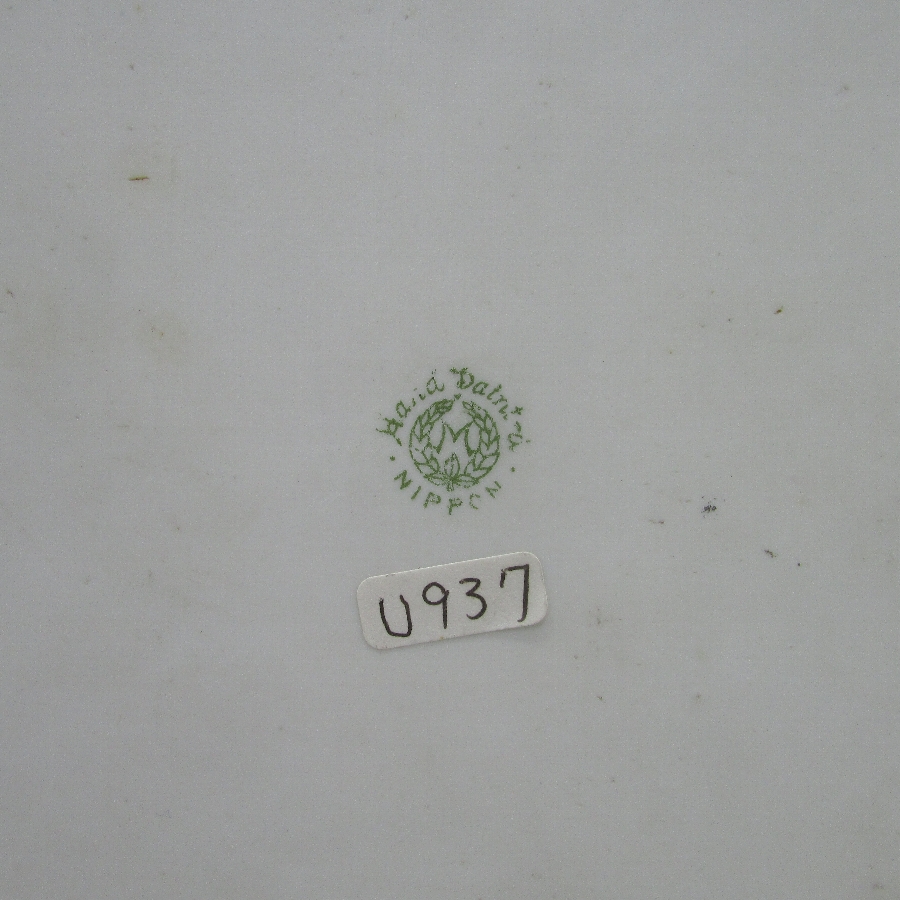 Hand Painted
M
• NIPPON •
U937